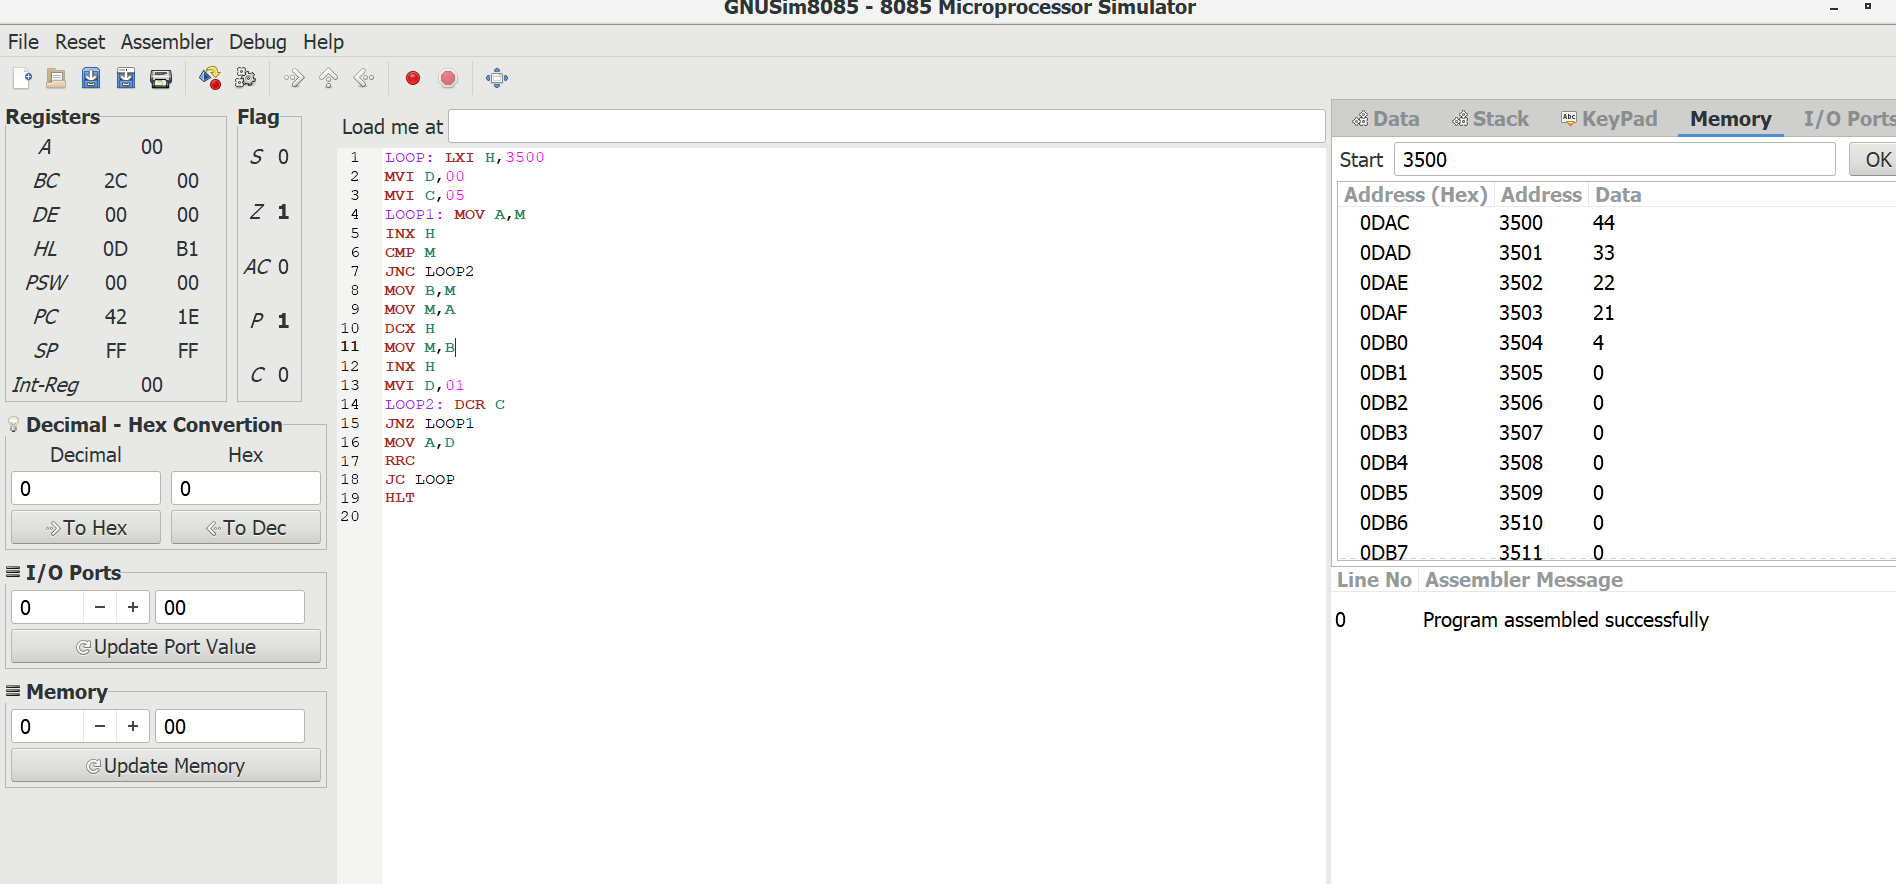 GNUSim8085 - 8085 Microprocessor Simulator
File Reset Assembler Debug Help
Registers
A 00
BC 2C 00
DE 00 00
HL 0D B1
PSW 00 00
PC 42 1E
SP FF FF
Int-Reg 00
Flag
S 0
Z 1
AC 0
P 1
C 0
Decimal - Hex Convertion
Decimal Hex
0 0
To Hex To Dec
I/O Ports
0 − + 00
Update Port Value
Memory
0 − + 00
Update Memory
Load me at
1 LOOP: LXI H,3500
2 MVI D,00
3 MVI C,05
4 LOOP1: MOV A,M
5 INX H
6 CMP M
7 JNC LOOP2
8 MOV B,M
9 MOV M,A
10 DCX H
11 MOV M,B
12 INX H
13 MVI D,01
14 LOOP2: DCR C
15 JNZ LOOP1
16 MOV A,D
17 RRC
18 JC LOOP
19 HLT
20
Data Stack Abc KeyPad Memory I/O Ports
Start 3500 OK
Address (Hex) Address Data
0DAC 3500 44
0DAD 3501 33
0DAE 3502 22
0DAF 3503 21
0DB0 3504 4
0DB1 3505 0
0DB2 3506 0
0DB3 3507 0
0DB4 3508 0
0DB5 3509 0
0DB6 3510 0
0DB7 3511 0
Line No Assembler Message
0 Program assembled successfully